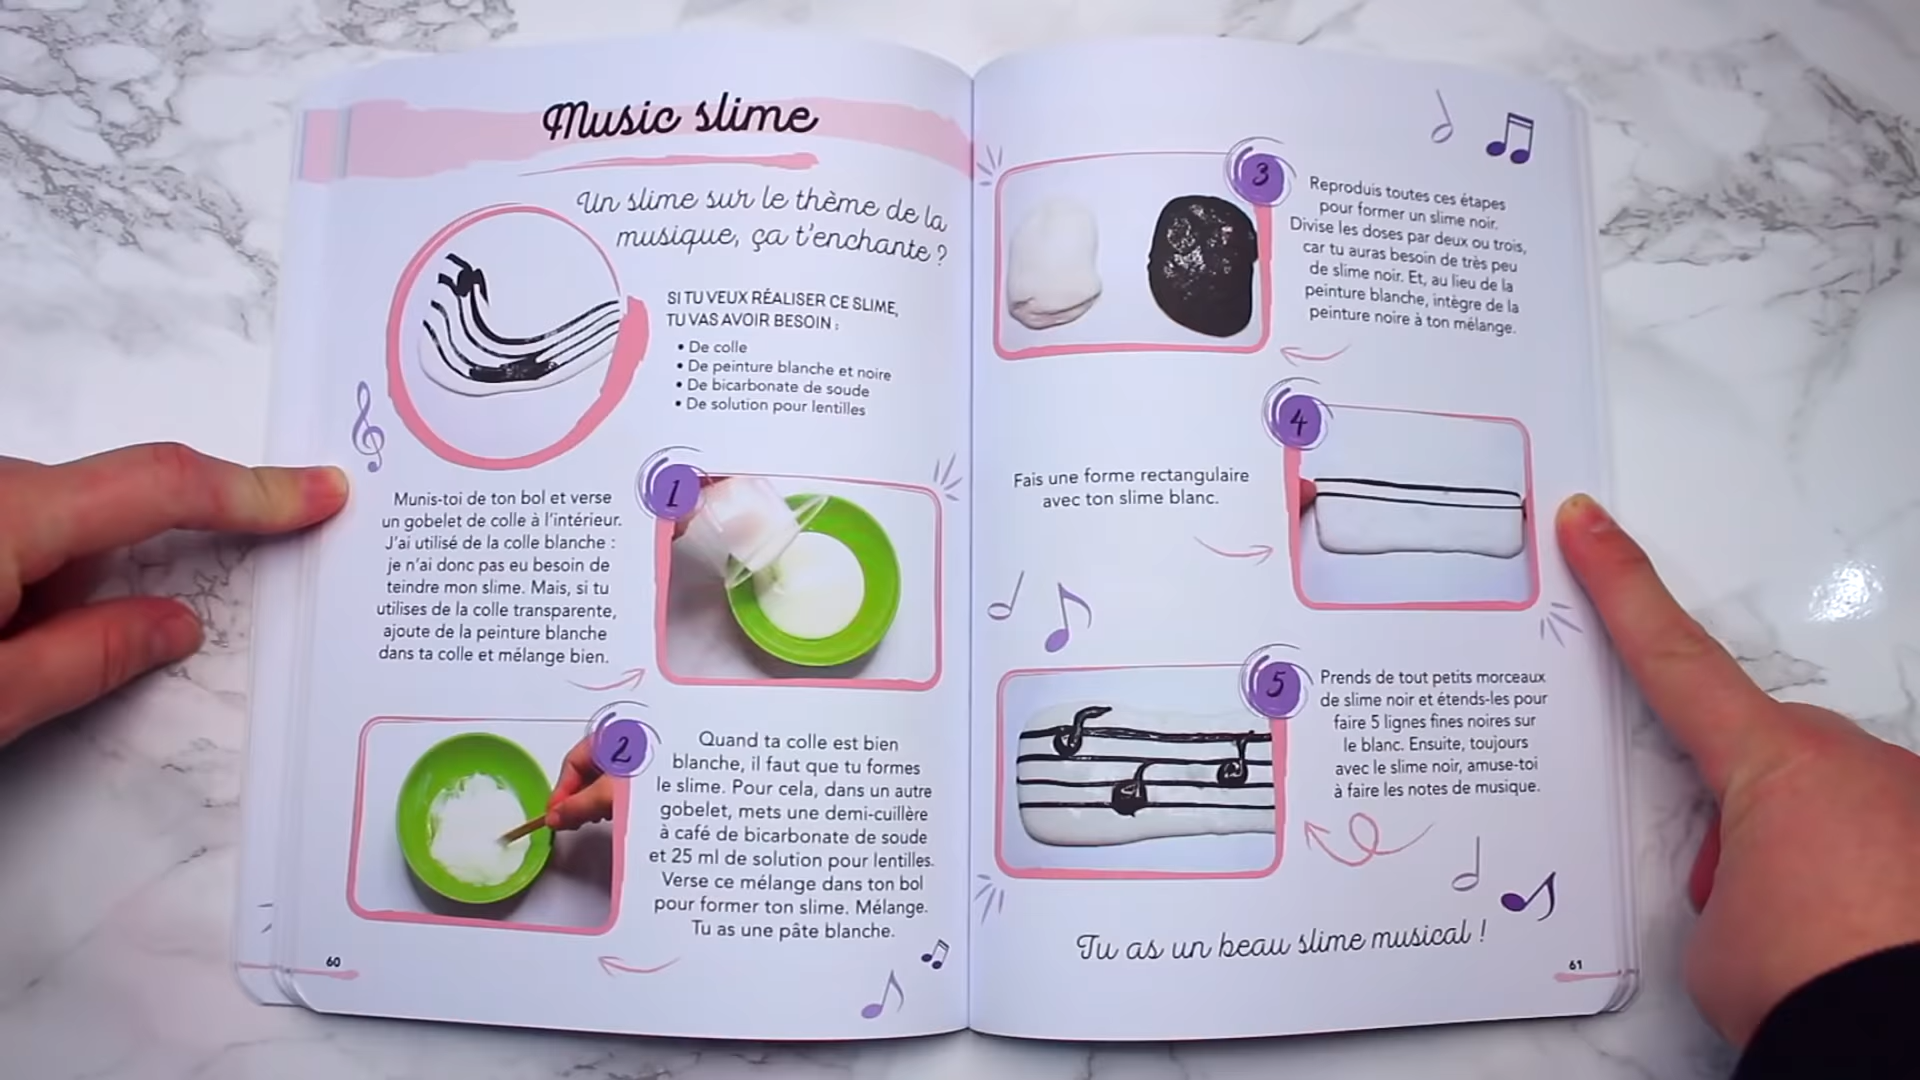 Music slime
Un slime sur le thème de la
musique, ça t'enchante ?
SI TU VEUX RÉALISER CE SLIME,
TU VAS AVOIR BESOIN :
• De colle
• De peinture blanche et noire
• De bicarbonate de soude
• De solution pour lentilles
1
Munis-toi de ton bol et verse
un gobelet de colle à l'intérieur.
J'ai utilisé de la colle blanche :
je n'ai donc pas eu besoin de
teindre mon slime. Mais, si tu
utilises de la colle transparente,
ajoute de la peinture blanche
dans ta colle et mélange bien.
2
Quand ta colle est bien
blanche, il faut que tu formes
le slime. Pour cela, dans un autre
gobelet, mets une demi-cuillère
à café de bicarbonate de soude
et 25 ml de solution pour lentilles.
Verse ce mélange dans ton bol
pour former ton slime. Mélange.
Tu as une pâte blanche.
60
3
Reproduis toutes ces étapes
pour former un slime noir.
Divise les doses par deux ou trois,
car tu auras besoin de très peu
de slime noir. Et, au lieu de la
peinture blanche, intègre de la
peinture noire à ton mélange.
4
Fais une forme rectangulaire
avec ton slime blanc.
5
Prends de tout petits morceaux
de slime noir et étends-les pour
faire 5 lignes fines noires sur
le blanc. Ensuite, toujours
avec le slime noir, amuse-toi
à faire les notes de musique.
Tu as un beau slime musical !
61